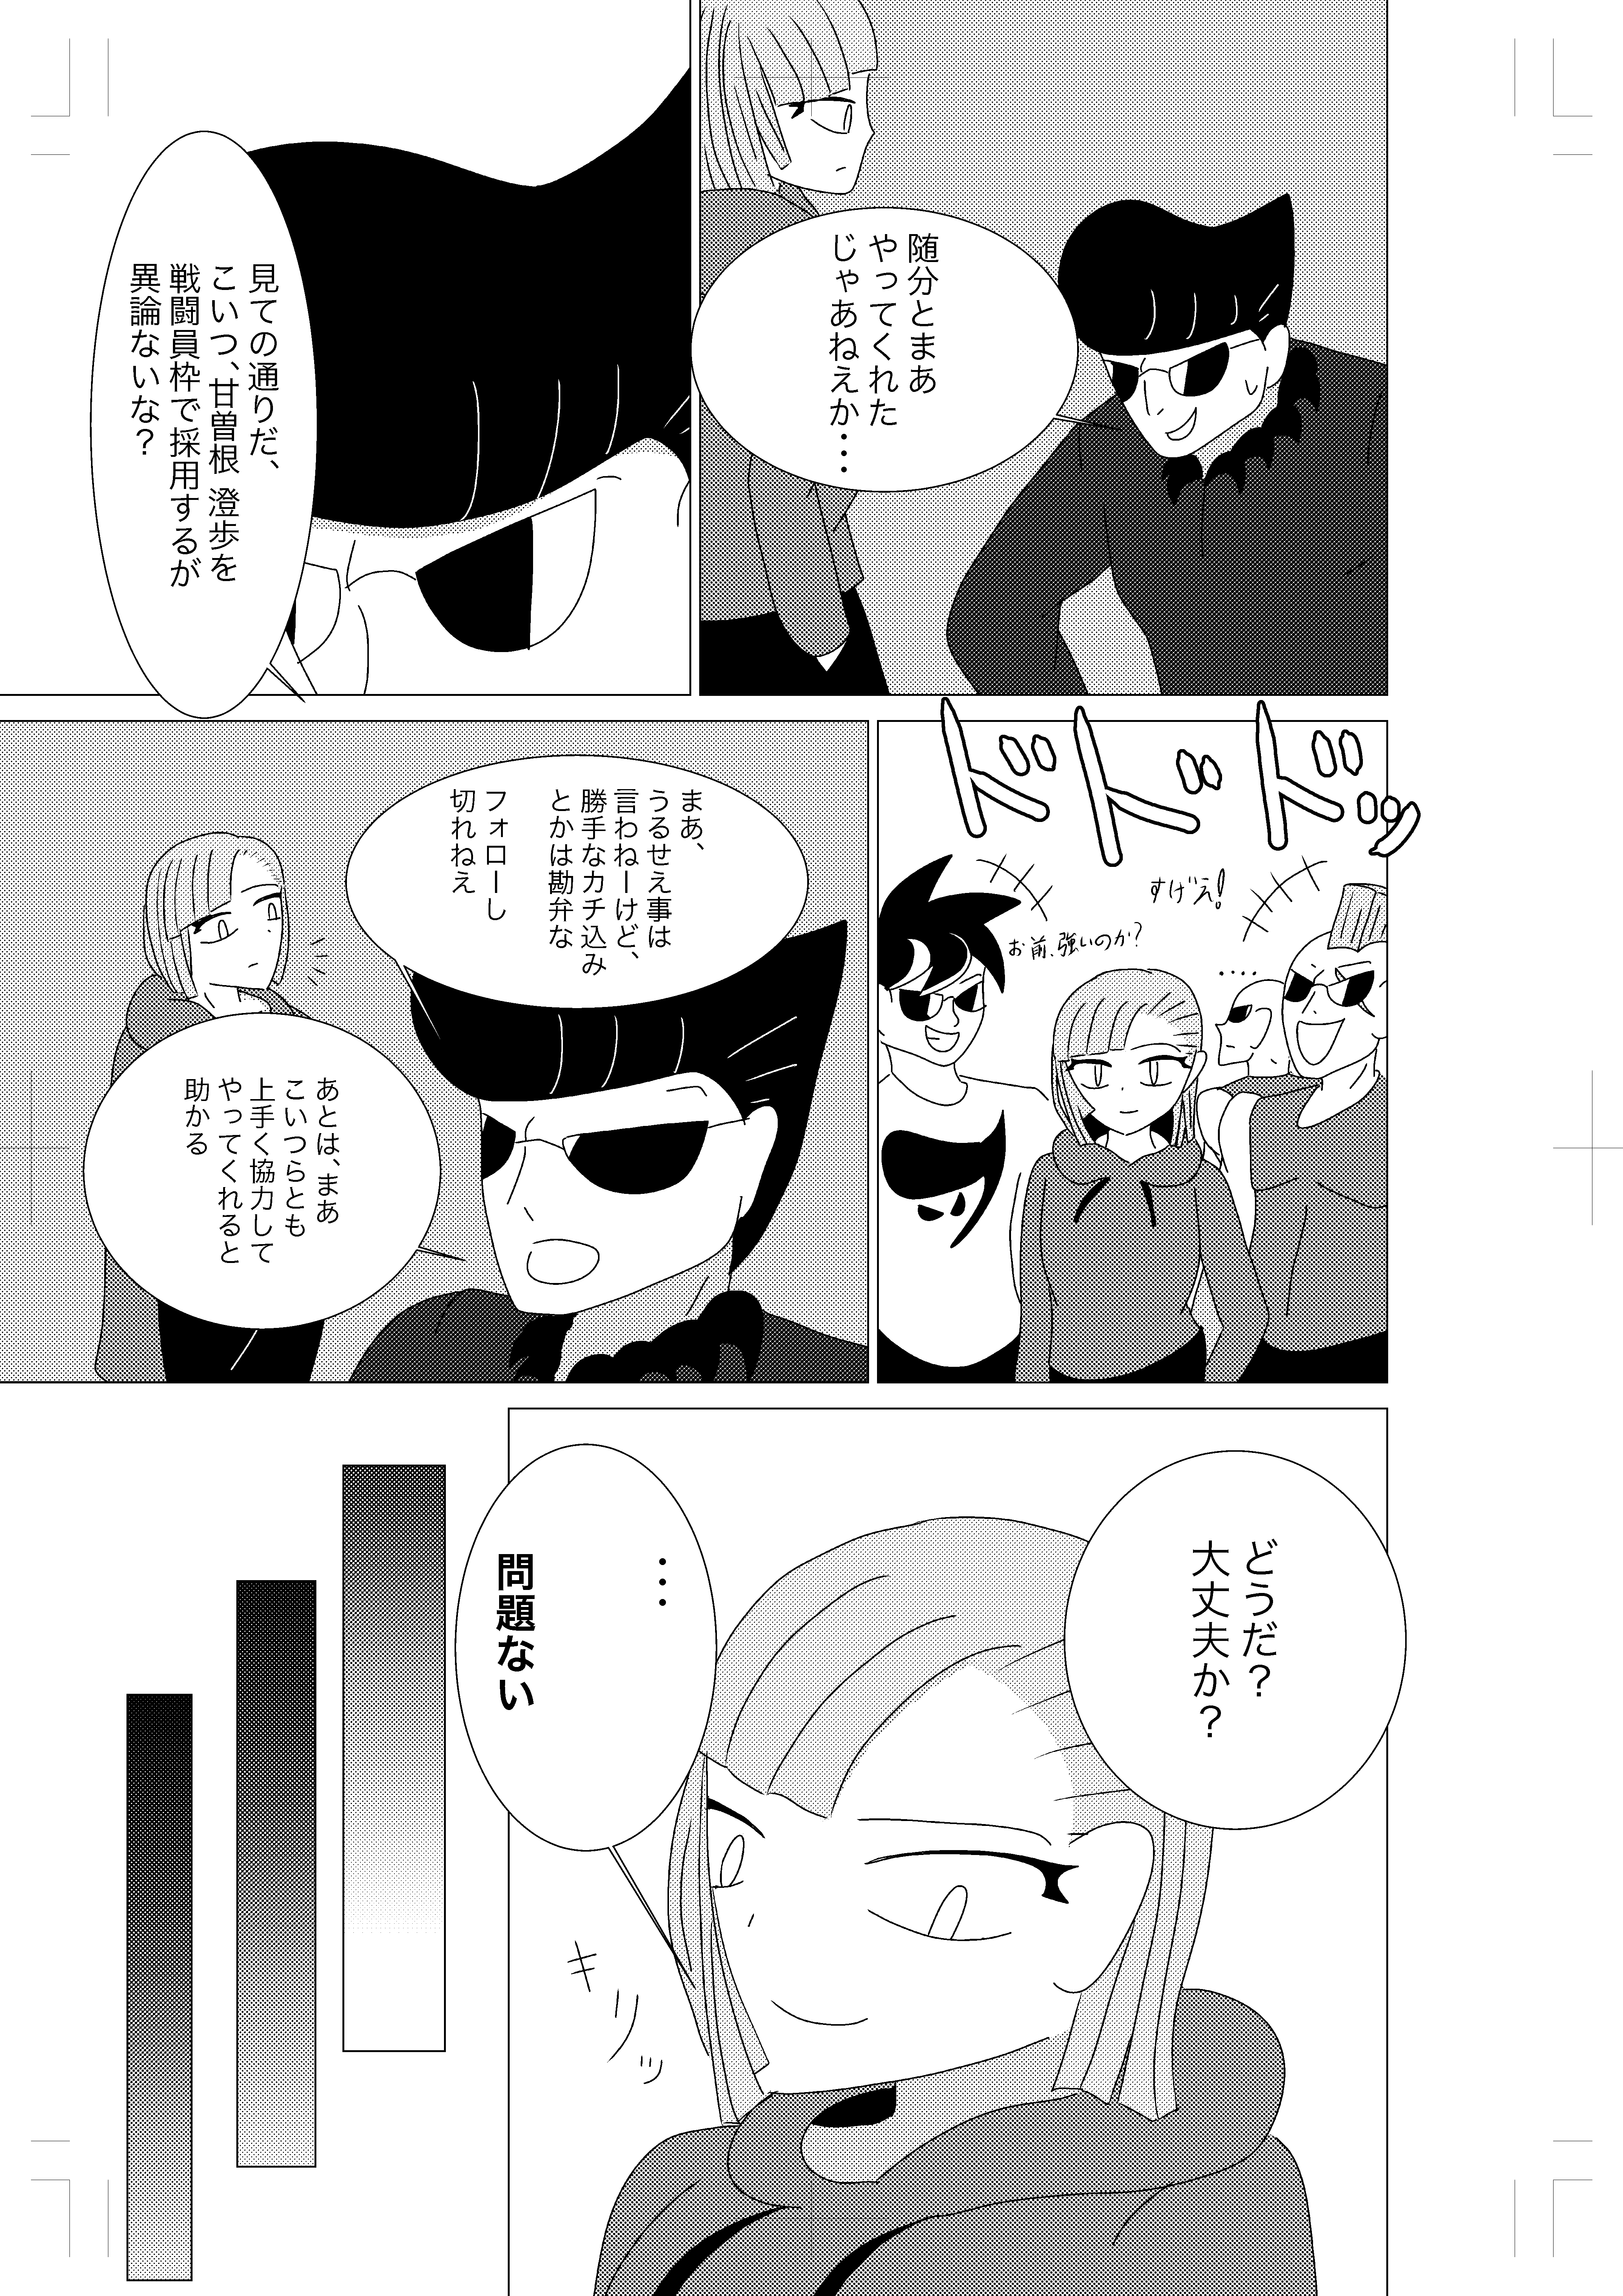 随分とまあ
やってくれた
じゃあねえか・・・
見ての通りだ、
こいつ、甘曽根 澄歩を
戦闘員枠で採用するが
異論ないな？
ドドドッ
すげえ!
お前、強いのか?
‥‥
まあ、
うるせえ事は
言わねーけど、
勝手なカチ込み
とかは勘弁な
フォローし
切れねえ
あとは、まあ
こいつらとも
上手く協力して
やってくれると
助かる
どうだ？
大丈夫か？
・・・
問題ない
キリッ